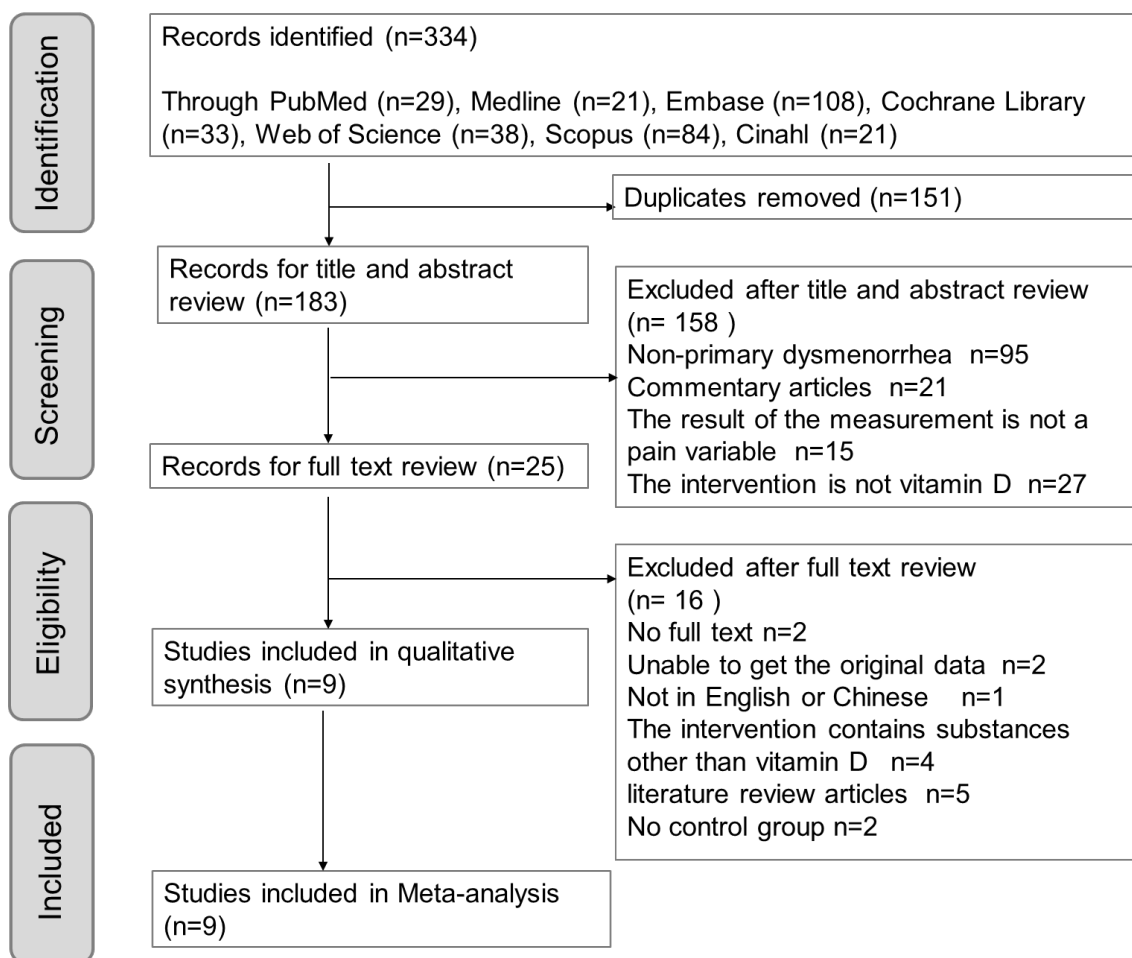 Identification
Records identified (n=334)
Through PubMed (n=29), Medline (n=21), Embase (n=108), Cochrane Library
(n=33), Web of Science (n=38), Scopus (n=84), Cinahl (n=21)
Duplicates removed (n=151)
Screening
Records for title and abstract
review (n=183)
Excluded after title and abstract review
(n= 158 )
Non-primary dysmenorrhea n=95
Commentary articles n=21
The result of the measurement is not a
pain variable n=15
The intervention is not vitamin D n=27
Records for full text review (n=25)
Eligibility
Excluded after full text review
(n= 16 )
No full text n=2
Unable to get the original data n=2
Not in English or Chinese n=1
The intervention contains substances
other than vitamin D n=4
literature review articles n=5
No control group n=2
Studies included in qualitative
synthesis (n=9)
Included
Studies included in Meta-analysis
(n=9)